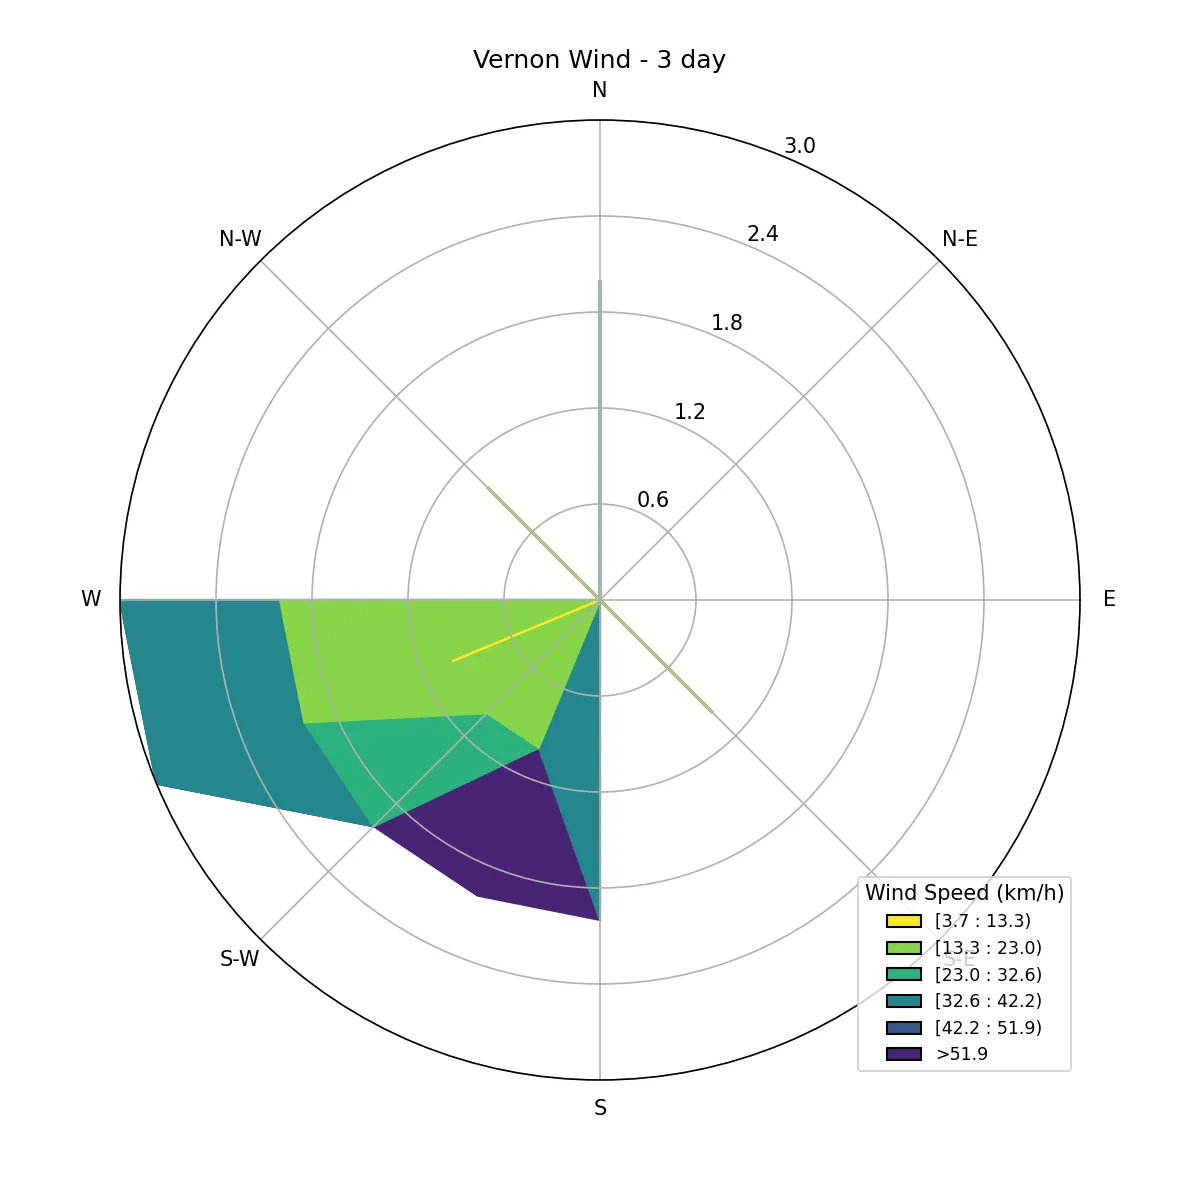 Vernon Wind - 3 day
N
3.0
N-W
N-E
2.4
1.8
1.2
0.6
W
E
Wind Speed (km/h)
[3.7 : 13.3)
[13.3 : 23.0)
[23.0 : 32.6)
[32.6 : 42.2)
[42.2 : 51.9)
>51.9
S-W
S-E
S